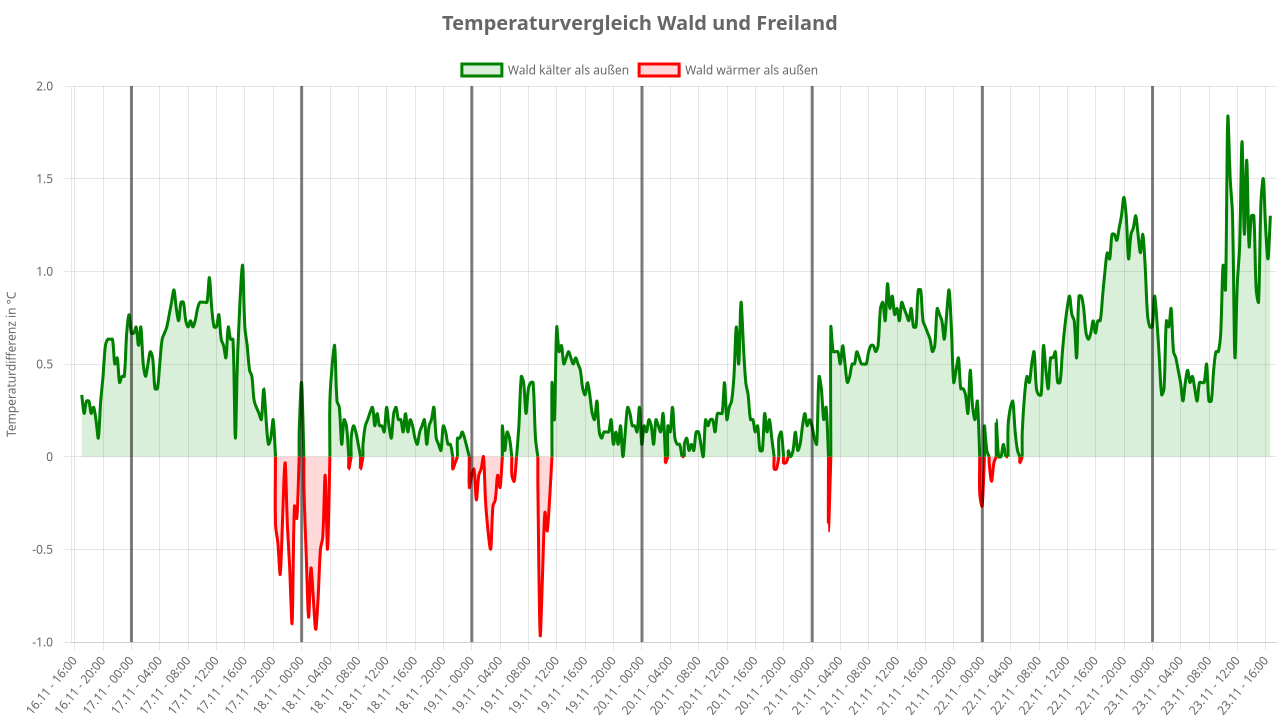 Temperaturvergleich Wald und Freiland
Wald kälter als außen
Wald wärmer als außen
Temperaturdifferenz in °C
2.0
1.5
1.0
0.5
0
-0.5
-1.0
16.11 - 16:00
16.11 - 20:00
17.11 - 00:00
17.11 - 04:00
17.11 - 08:00
17.11 - 12:00
17.11 - 16:00
17.11 - 20:00
18.11 - 00:00
18.11 - 04:00
18.11 - 08:00
18.11 - 12:00
18.11 - 16:00
18.11 - 20:00
19.11 - 00:00
19.11 - 04:00
19.11 - 08:00
19.11 - 12:00
19.11 - 16:00
19.11 - 20:00
20.11 - 00:00
20.11 - 04:00
20.11 - 08:00
20.11 - 12:00
20.11 - 16:00
20.11 - 20:00
21.11 - 00:00
21.11 - 04:00
21.11 - 08:00
21.11 - 12:00
21.11 - 16:00
21.11 - 20:00
22.11 - 00:00
22.11 - 04:00
22.11 - 08:00
22.11 - 12:00
22.11 - 16:00
22.11 - 20:00
23.11 - 00:00
23.11 - 04:00
23.11 - 08:00
23.11 - 12:00
23.11 - 16:00